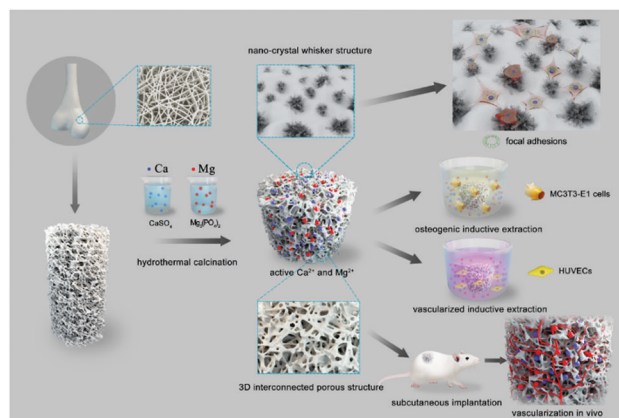 nano-crystal whisker structure
focal adhesions
Ca
Mg
CaSO₄
Mg₃(PO₄)₂
hydrothermal calcination
active Ca²⁺ and Mg²⁺
MC3T3-E1 cells
osteogenic inductive extraction
HUVECs
vascularized inductive extraction
3D interconnected porous structure
subcutaneous implantation
vascularization in vivo